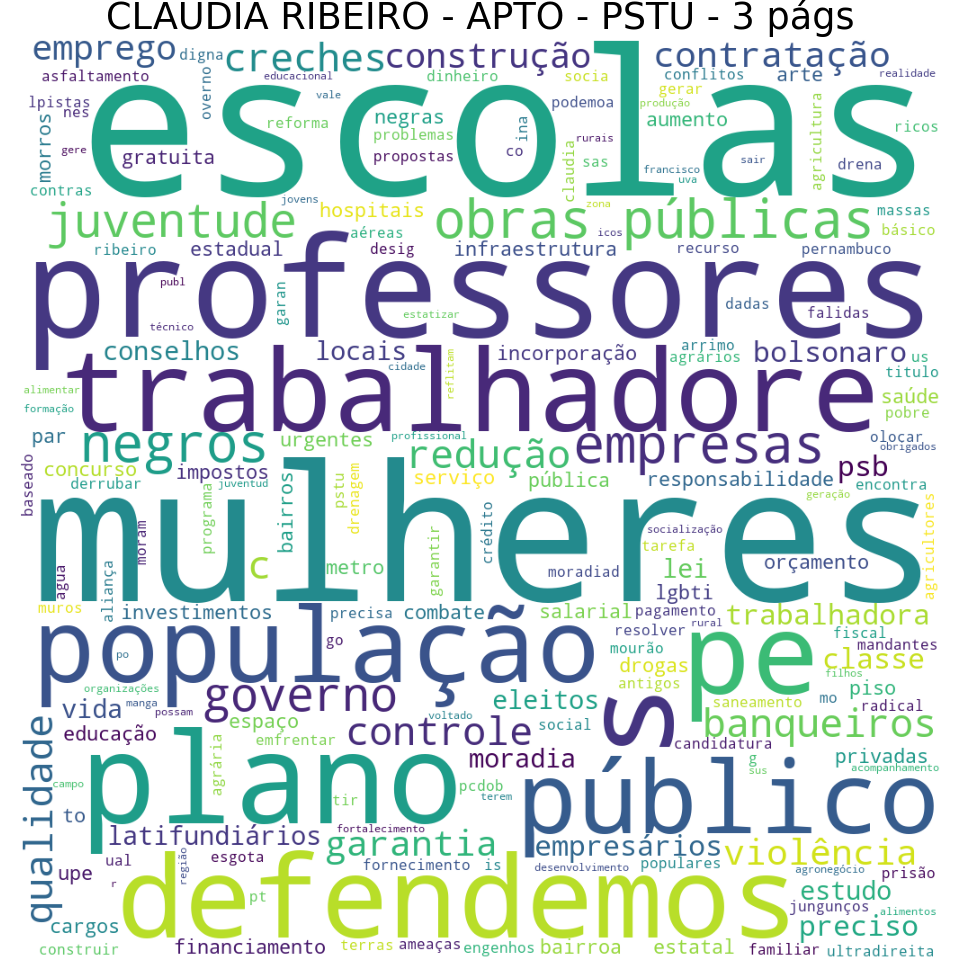 CLAUDIA RIBEIRO - APTO - PSTU - 3 págs
emprego digna creches construção contratação
asfaltamento overno educacional dinheiro socia conflitos arte realidade
lpistas nes vale podemoa gerar produção agricultura
morros escolas
reforma negras ina aumento ricos
gere gratuita problemas propostas co rurais claudia sas francisco uva sair drena
contras jovens zona
juventude hospitais obras públicas massas
aéreas icos básico
ribeiro estadual desig infraestrutura recurso pernambuco
professores
publ garan estatizar dadas falidas
técnico
conselhos locais incorporação arrimo bolsonaro us
cidade reflitam agrários titulo
alimentar trabalhadore saúde
formação pobre
par negros urgentes profissional redução empresas olocar obrigados
baseado concurso impostos serviço pública responsabilidade psb encontra
derrubar juventud bairros pstu drenagem geração
mulheres
programa moram garantir crédito socialização agricultores
agua c metro moradiad tarefa lei orçamento
muros aliança investimentos precisa combate salarial lgbti pagamento trabalhadora
população go resolver rural pe fiscal
po mourão drogas classe mandantes
organizações manga antigos filhos
vida possam governo eleitos s saneamento mo piso radical
qualidade educação espaço controle voltado social banqueiros
emfrentar moradia candidatura privadas
campo plano agrária tir pcdob terem público g sus acompanhamento
to latifundiários fortalecimento garantia empresários violência
upe ual esgota região fornecimento is desenvolvimento populares agronegócio prisão
r defendemos estudo
pt jungunços alimentos
cargos preciso
construir financiamento terras ameaças engenhos bairroa estatal familiar ultradireita